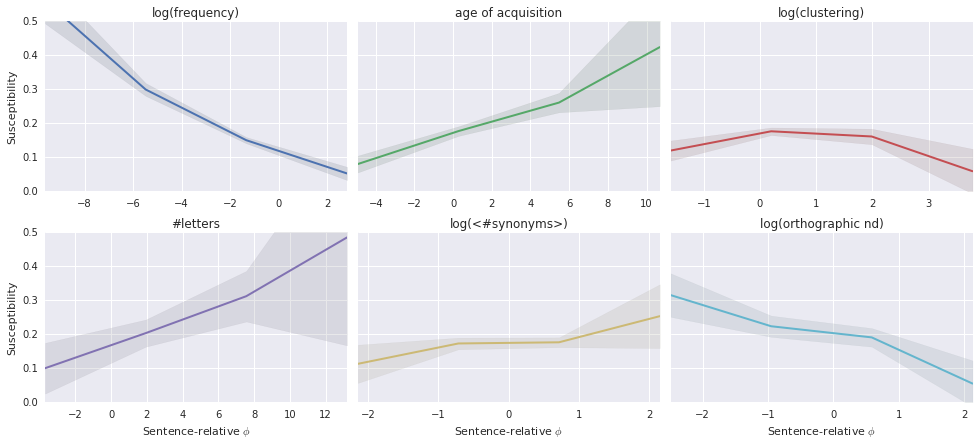 log(frequency) age of acquisition log(clustering)
0.5
0.4
0.3
0.2
0.1
0.0
Susceptibility
−8 −6 −4 −2 0 2
−4 −2 0 2 4 6 8 10
−1 0 1 2 3
#letters log(<#synonyms>) log(orthographic nd)
0.5
0.4
0.3
0.2
0.1
0.0
Susceptibility
−2 0 2 4 6 8 10 12
−2 −1 0 1 2
−2 −1 0 1 2
Sentence-relative ϕ Sentence-relative ϕ Sentence-relative ϕ